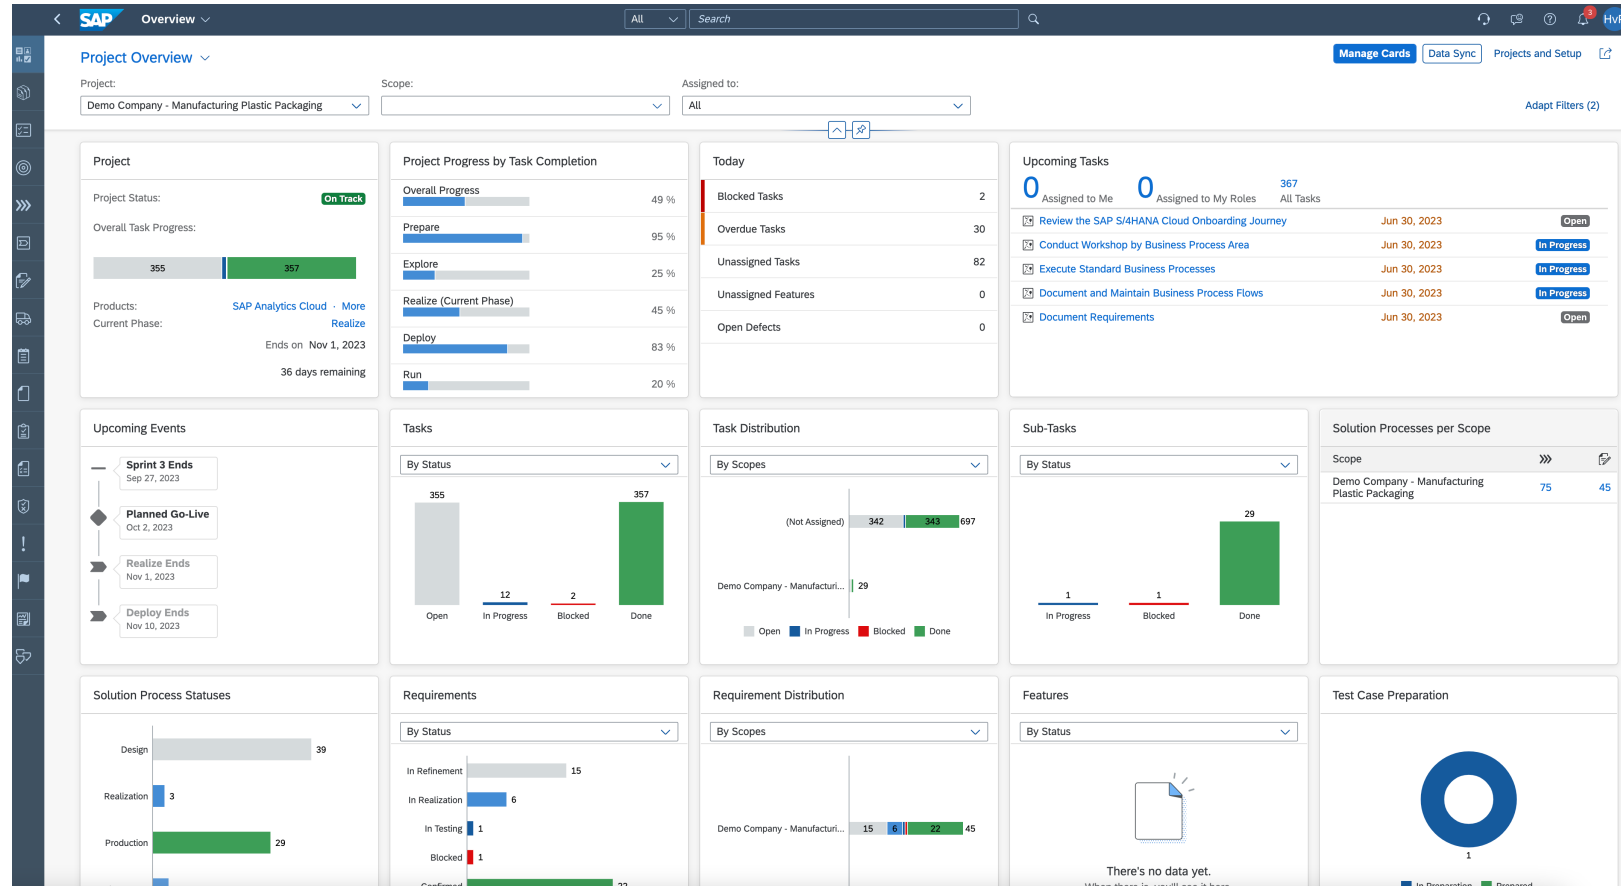 SAP
Overview
All
Search
3
HvP
Project Overview
Manage Cards
Data Sync
Projects and Setup
Project:
Scope:
Assigned to:
Demo Company - Manufacturing Plastic Packaging
All
Adapt Filters (2)
Project
Project Status:
On Track
Overall Task Progress:
355
357
Products:
SAP Analytics Cloud · More
Current Phase:
Realize
Ends on Nov 1, 2023
36 days remaining
Project Progress by Task Completion
Overall Progress
49 %
Prepare
95 %
Explore
25 %
Realize (Current Phase)
45 %
Deploy
83 %
Run
20 %
Today
Blocked Tasks 2
Overdue Tasks 30
Unassigned Tasks 82
Unassigned Features 0
Open Defects 0
Upcoming Tasks
0 Assigned to Me
0 Assigned to My Roles
367
All Tasks
Review the SAP S/4HANA Cloud Onboarding Journey Jun 30, 2023 Open
Conduct Workshop by Business Process Area Jun 30, 2023 In Progress
Execute Standard Business Processes Jun 30, 2023 In Progress
Document and Maintain Business Process Flows Jun 30, 2023 In Progress
Document Requirements Jun 30, 2023 Open
Upcoming Events
Sprint 3 Ends
Sep 27, 2023
Planned Go-Live
Oct 2, 2023
Realize Ends
Nov 1, 2023
Deploy Ends
Nov 10, 2023
Tasks
By Status
355
12
2
357
Open
In Progress
Blocked
Done
Task Distribution
By Scopes
(Not Assigned) 342 343 697
Demo Company - Manufacturi... 29
Open In Progress Blocked Done
Sub-Tasks
By Status
1
1
29
In Progress
Blocked
Done
Solution Processes per Scope
Scope
Demo Company - Manufacturing
Plastic Packaging
75
45
Solution Process Statuses
Design 39
Realization 3
Production 29
Requirements
By Status
In Refinement 15
In Realization 6
In Testing 1
Blocked 1
Confirmed 22
Requirement Distribution
By Scopes
Demo Company - Manufacturi... 15 6 22 45
Features
By Status
There's no data yet.
When there is, you'll see it here.
Test Case Preparation
1
In Preparation Prepared